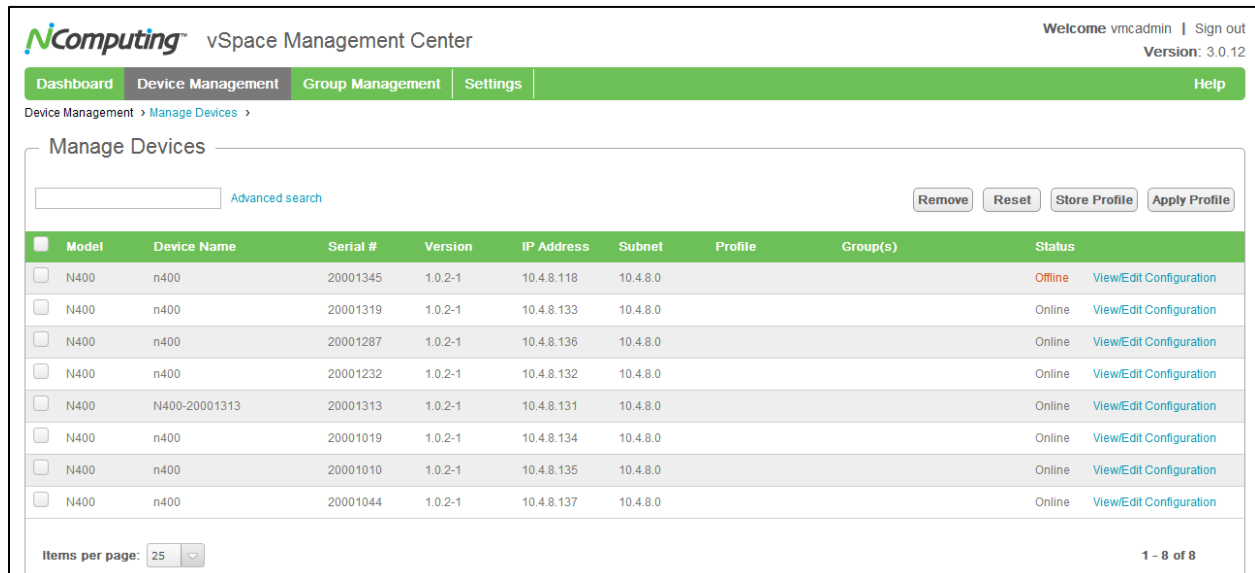 NComputing™ vSpace Management Center
Welcome vmcadmin | Sign out
Version: 3.0.12
Dashboard Device Management Group Management Settings Help
Device Management › Manage Devices ›
Manage Devices
Advanced search Remove Reset Store Profile Apply Profile
Model Device Name Serial # Version IP Address Subnet Profile Group(s) Status
N400 n400 20001345 1.0.2-1 10.4.8.118 10.4.8.0 Offline View/Edit Configuration
N400 n400 20001319 1.0.2-1 10.4.8.133 10.4.8.0 Online View/Edit Configuration
N400 n400 20001287 1.0.2-1 10.4.8.136 10.4.8.0 Online View/Edit Configuration
N400 n400 20001232 1.0.2-1 10.4.8.132 10.4.8.0 Online View/Edit Configuration
N400 N400-20001313 20001313 1.0.2-1 10.4.8.131 10.4.8.0 Online View/Edit Configuration
N400 n400 20001019 1.0.2-1 10.4.8.134 10.4.8.0 Online View/Edit Configuration
N400 n400 20001010 1.0.2-1 10.4.8.135 10.4.8.0 Online View/Edit Configuration
N400 n400 20001044 1.0.2-1 10.4.8.137 10.4.8.0 Online View/Edit Configuration
Items per page: 25 1 - 8 of 8